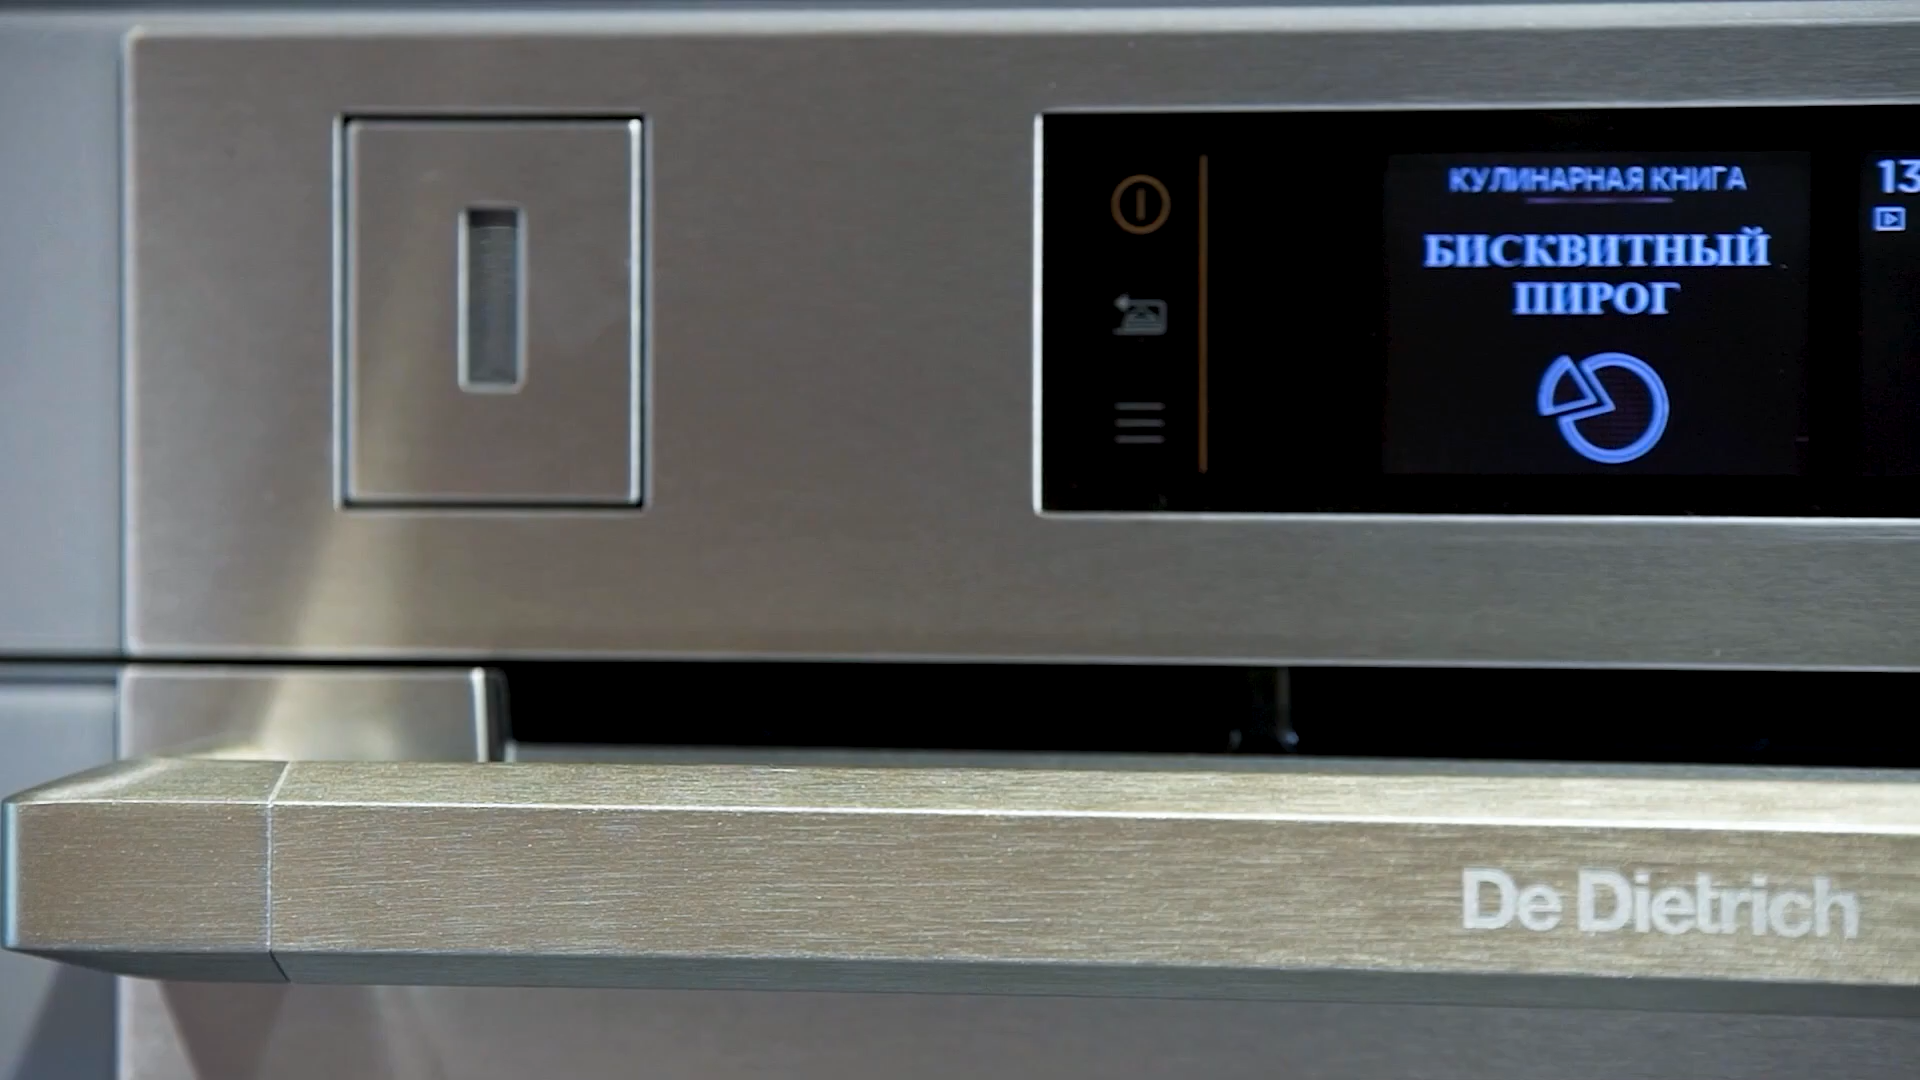 КУЛИНАРНАЯ КНИГА
БИСКВИТНЫЙ
ПИРОГ
13
De Dietrich